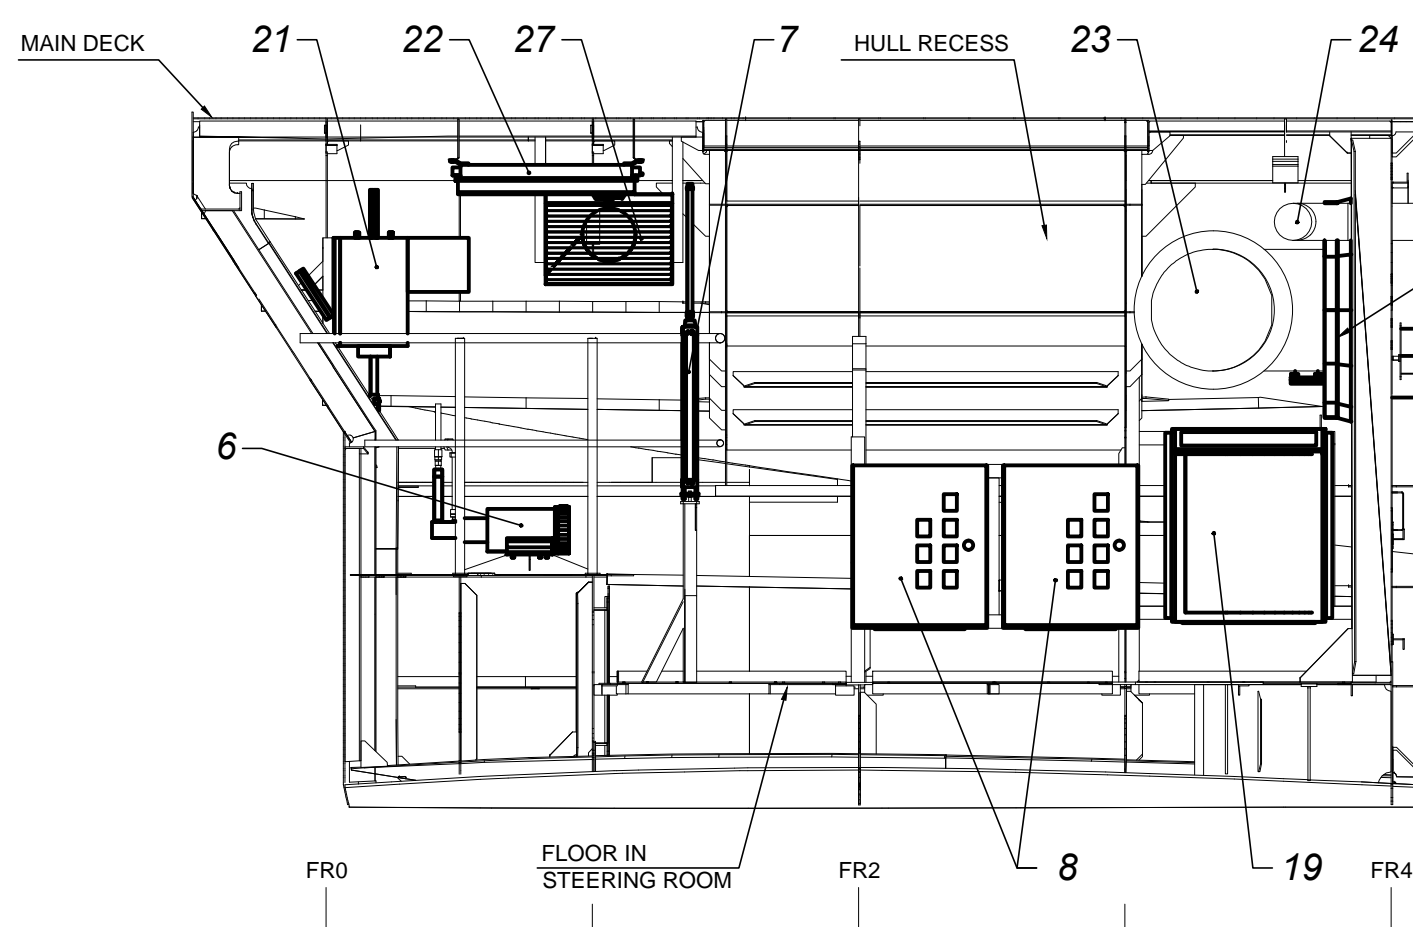 MAIN DECK
21
22
27
7
HULL RECESS
23
24
6
FLOOR IN
STEERING ROOM
8
19
FR0
FR2
FR4